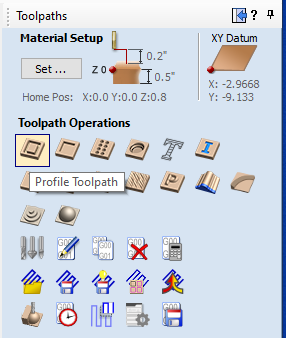 Toolpaths
?
Material Setup
XY Datum
Set ...
0.2"
Z 0
0.5"
X: -2.9668
Home Pos: X:0.0 Y:0.0 Z:0.8
Y: -9.133
Toolpath Operations
Profile Toolpath